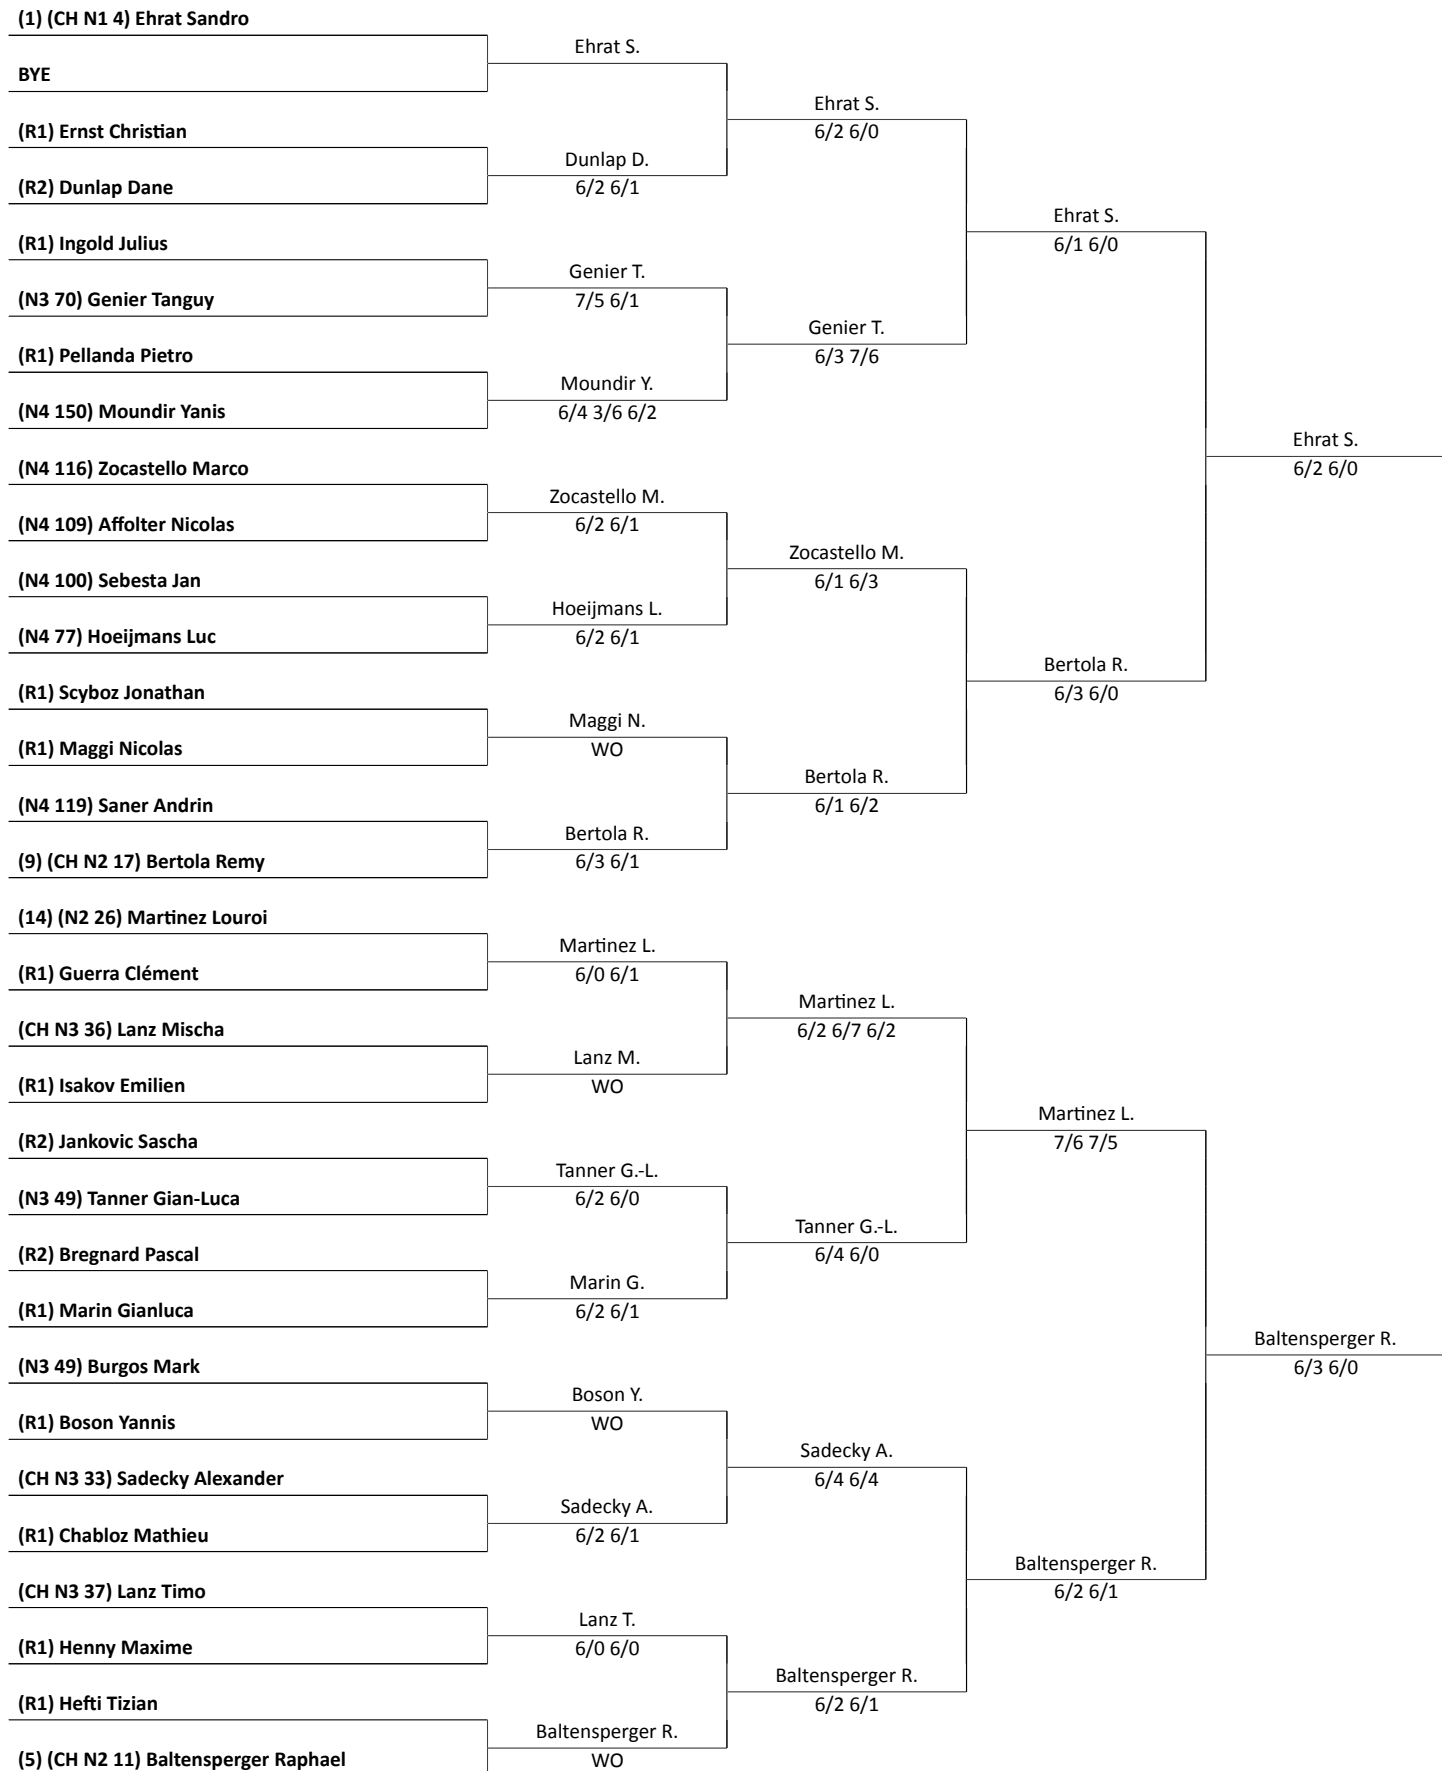 (1) (CH N1 4) Ehrat Sandro
Ehrat S.
BYE
Ehrat S.
6/2 6/0
(R1) Ernst Christian
Dunlap D.
6/2 6/1
(R2) Dunlap Dane
Ehrat S.
6/1 6/0
(R1) Ingold Julius
Genier T.
7/5 6/1
(N3 70) Genier Tanguy
Genier T.
6/3 7/6
(R1) Pellanda Pietro
Moundir Y.
6/4 3/6 6/2
(N4 150) Moundir Yanis
Ehrat S.
6/2 6/0
(N4 116) Zocastello Marco
Zocastello M.
6/2 6/1
(N4 109) Affolter Nicolas
Zocastello M.
6/1 6/3
(N4 100) Sebesta Jan
Hoeijmans L.
6/2 6/1
(N4 77) Hoeijmans Luc
Bertola R.
6/3 6/0
(R1) Scyboz Jonathan
Maggi N.
WO
(R1) Maggi Nicolas
Bertola R.
6/1 6/2
(N4 119) Saner Andrin
Bertola R.
6/3 6/1
(9) (CH N2 17) Bertola Remy
(14) (N2 26) Martinez Louroi
Martinez L.
6/0 6/1
(R1) Guerra Clément
Martinez L.
6/2 6/7 6/2
(CH N3 36) Lanz Mischa
Lanz M.
WO
(R1) Isakov Emilien
Martinez L.
7/6 7/5
(R2) Jankovic Sascha
Tanner G.-L.
6/2 6/0
(N3 49) Tanner Gian-Luca
Tanner G.-L.
6/4 6/0
(R2) Bregnard Pascal
Marin G.
6/2 6/1
(R1) Marin Gianluca
Baltensperger R.
6/3 6/0
(N3 49) Burgos Mark
Boson Y.
WO
(R1) Boson Yannis
Sadecky A.
6/4 6/4
(CH N3 33) Sadecky Alexander
Sadecky A.
6/2 6/1
(R1) Chabloz Mathieu
Baltensperger R.
6/2 6/1
(CH N3 37) Lanz Timo
Lanz T.
6/0 6/0
(R1) Henny Maxime
Baltensperger R.
6/2 6/1
(R1) Hefti Tizian
Baltensperger R.
WO
(5) (CH N2 11) Baltensperger Raphael